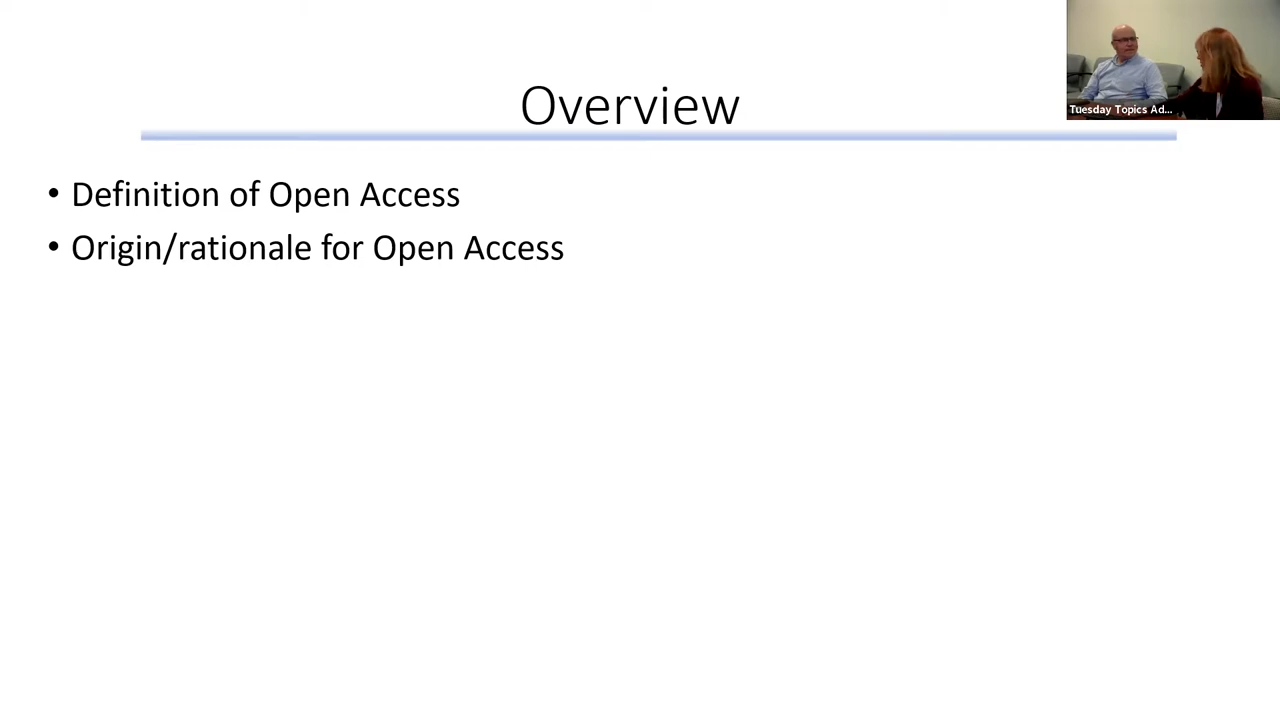 Overview
Tuesday Topics Ad...
• Definition of Open Access
• Origin/rationale for Open Access